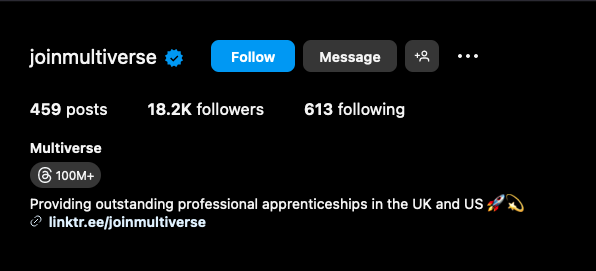 joinmultiverse Follow Message
459 posts 18.2K followers 613 following
Multiverse
100M+
Providing outstanding professional apprenticeships in the UK and US 🚀💫
linktr.ee/joinmultiverse